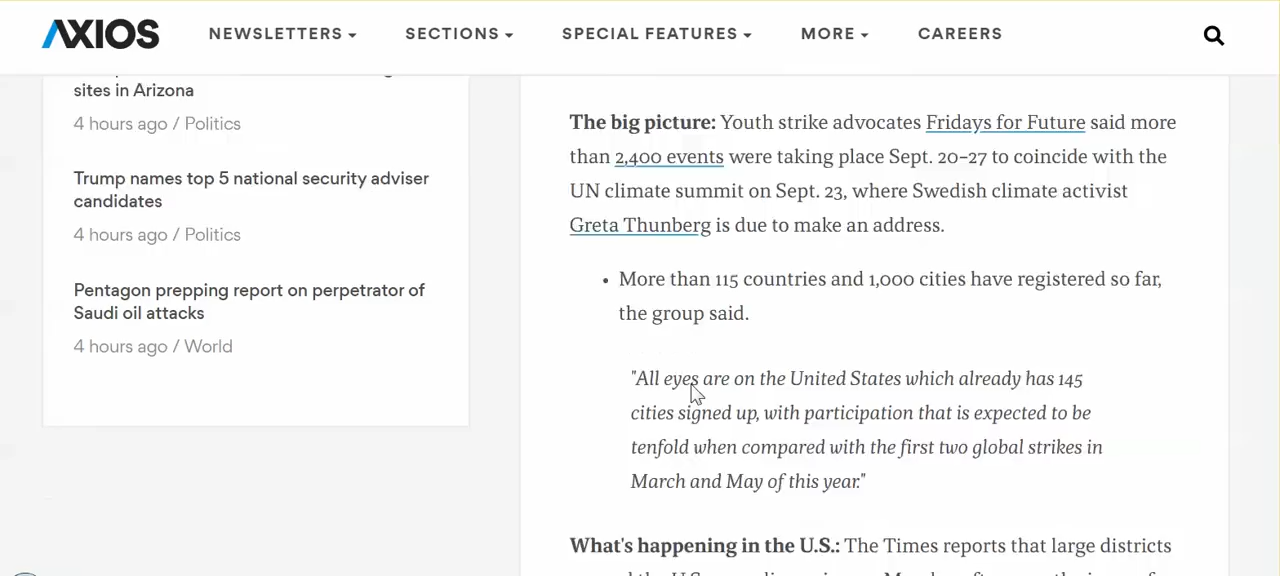 AXIOS
NEWSLETTERS
SECTIONS
SPECIAL FEATURES
MORE
CAREERS
sites in Arizona
4 hours ago / Politics
Trump names top 5 national security adviser
candidates
4 hours ago / Politics
Pentagon prepping report on perpetrator of
Saudi oil attacks
4 hours ago / World
The big picture: Youth strike advocates Fridays for Future said more
than 2,400 events were taking place Sept. 20-27 to coincide with the
UN climate summit on Sept. 23, where Swedish climate activist
Greta Thunberg is due to make an address.
• More than 115 countries and 1,000 cities have registered so far,
the group said.
"All eyes are on the United States which already has 145
cities signed up, with participation that is expected to be
tenfold when compared with the first two global strikes in
March and May of this year."
What's happening in the U.S.: The Times reports that large districts